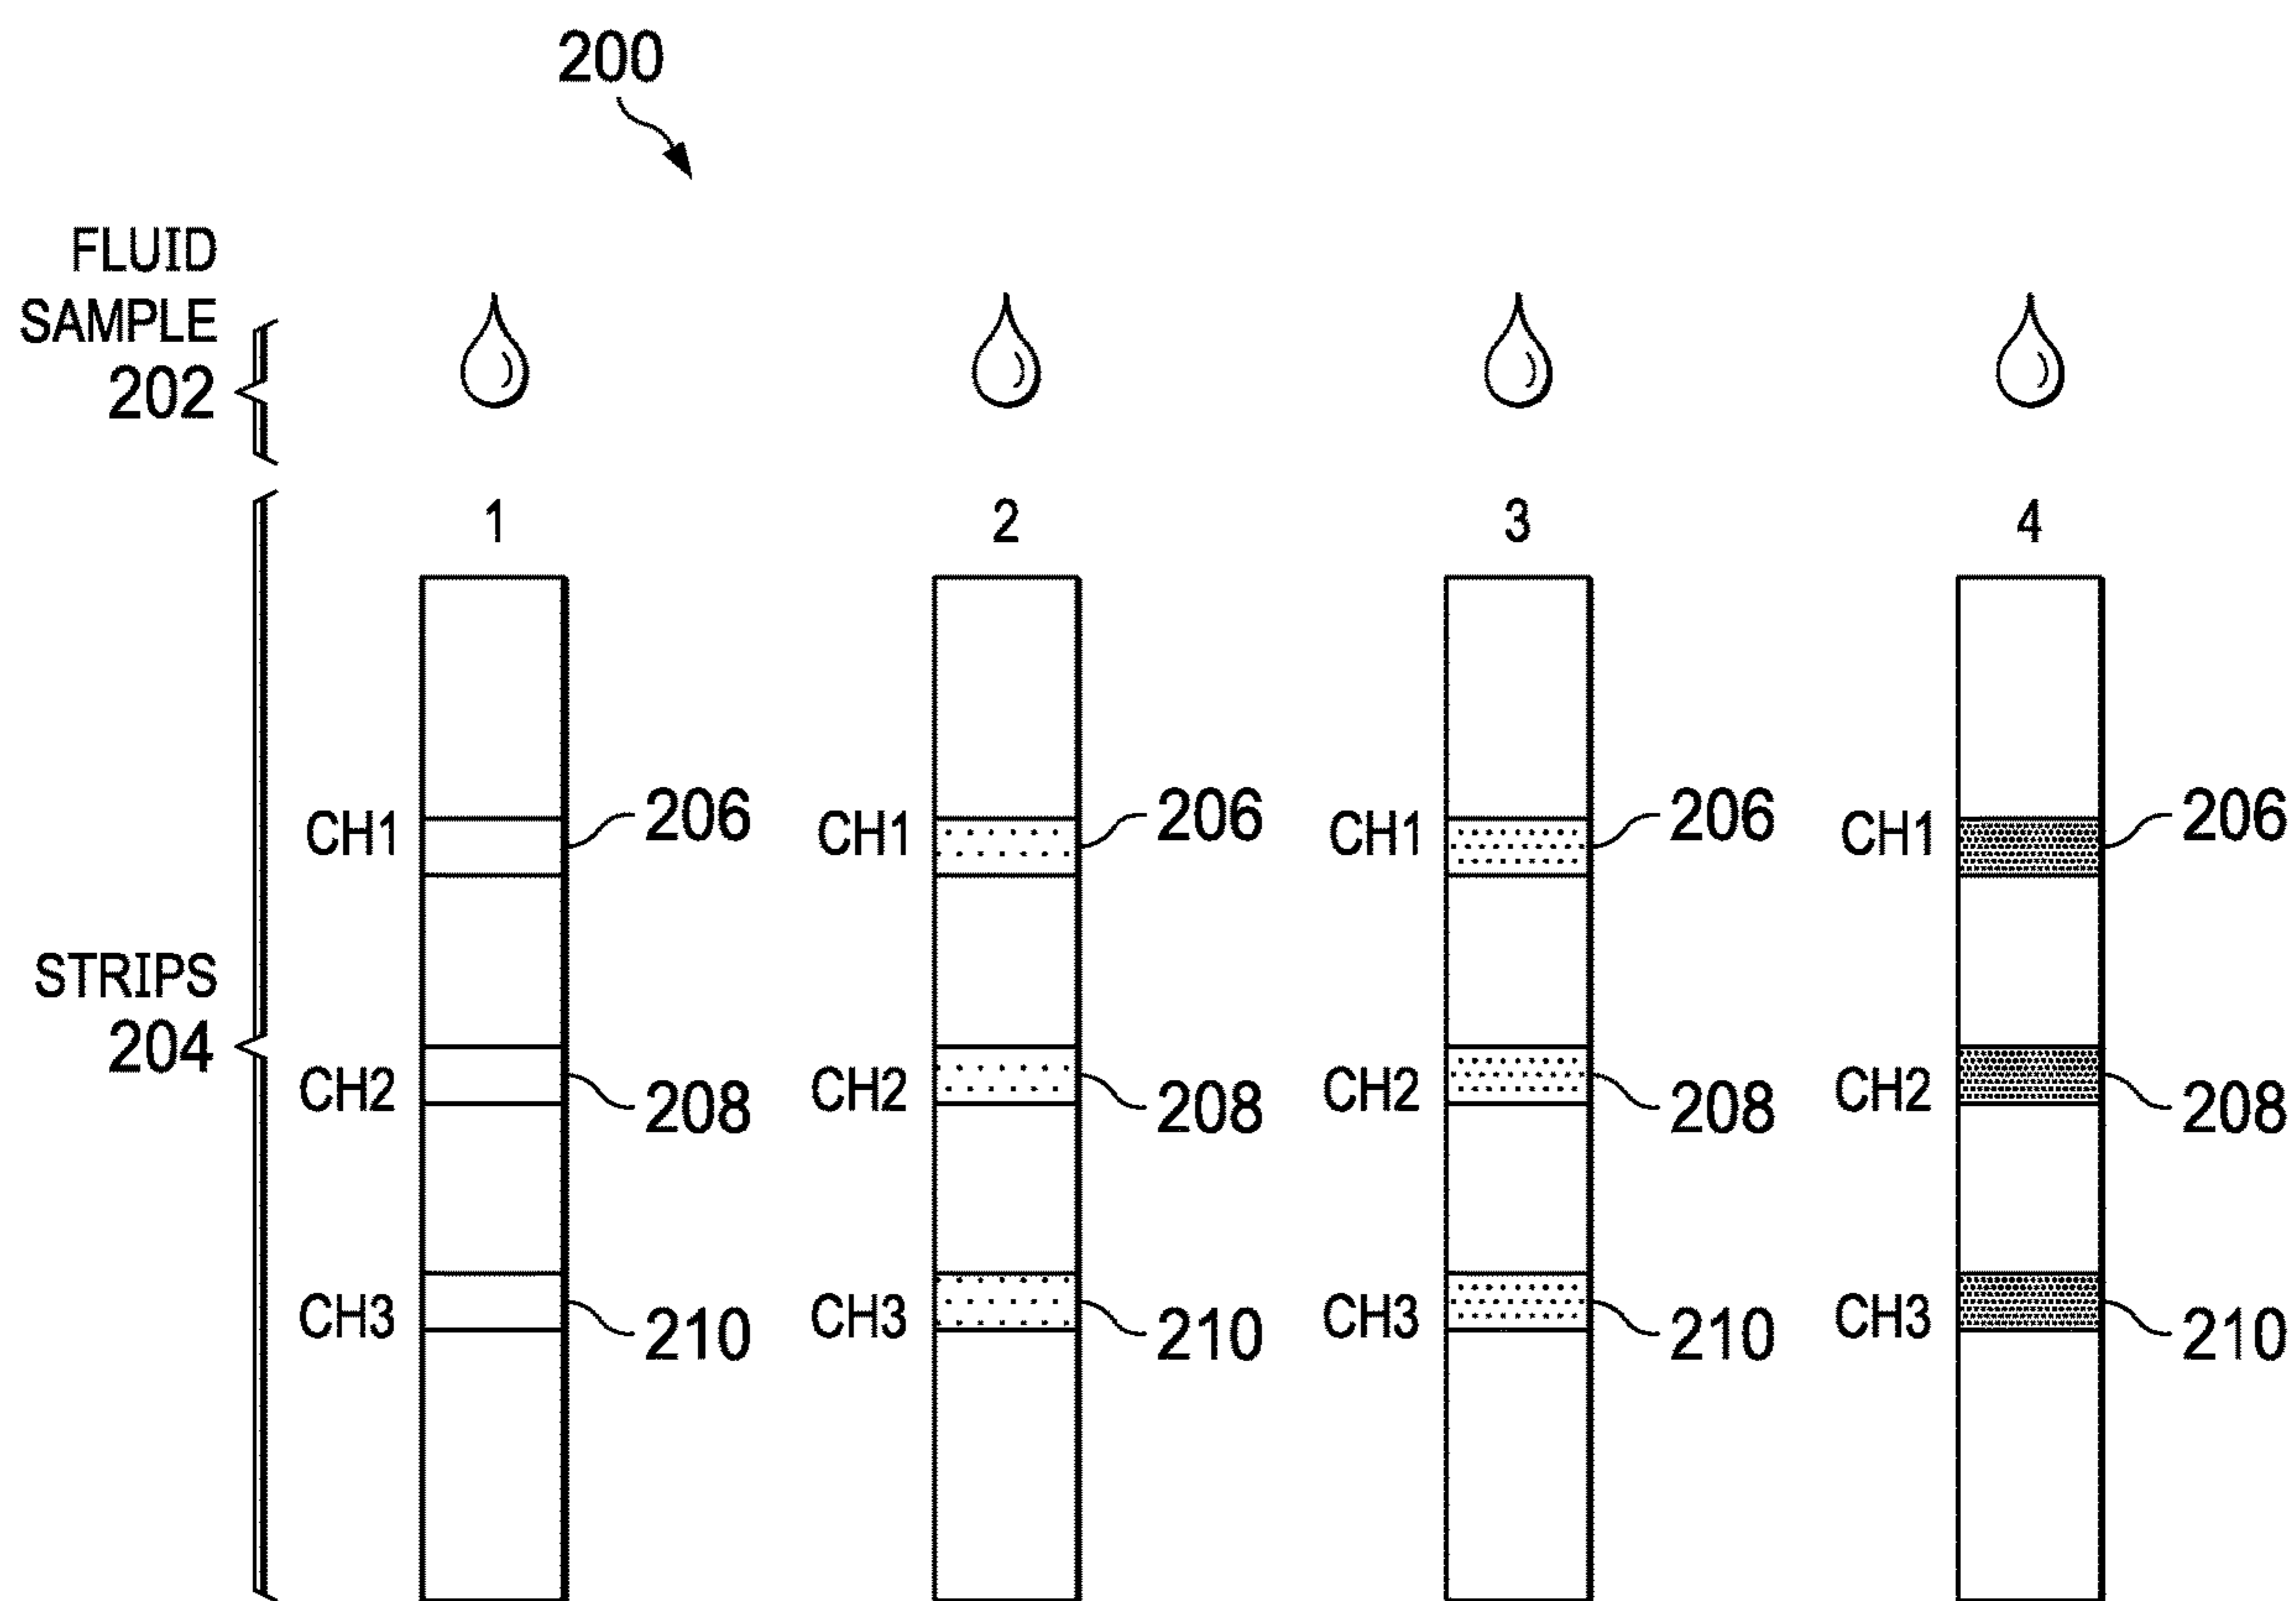 200
FLUID
SAMPLE
202
1 2 3 4
CH1 206 CH1 206 CH1 206 CH1 206
STRIPS
204
CH2 208 CH2 208 CH2 208 CH2 208
CH3 210 CH3 210 CH3 210 CH3 210